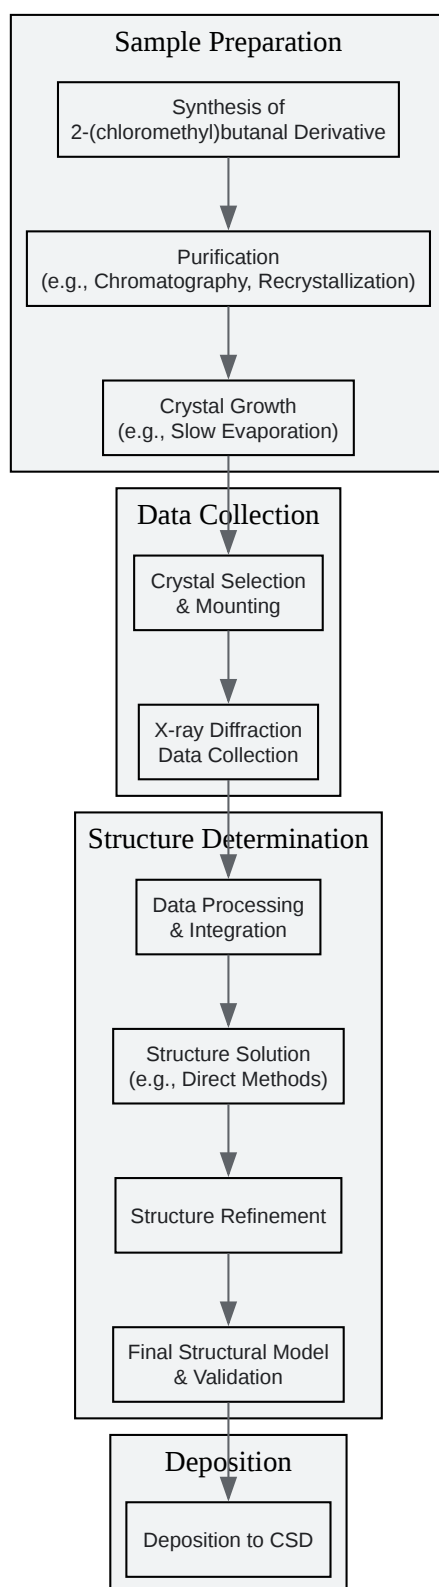 Sample Preparation
Synthesis of
2-(chloromethyl)butanal Derivative
Purification
(e.g., Chromatography, Recrystallization)
Crystal Growth
(e.g., Slow Evaporation)
Data Collection
Crystal Selection
& Mounting
X-ray Diffraction
Data Collection
Structure Determination
Data Processing
& Integration
Structure Solution
(e.g., Direct Methods)
Structure Refinement
Final Structural Model
& Validation
Deposition
Deposition to CSD